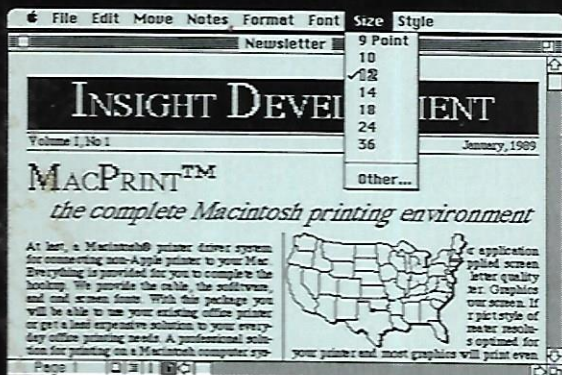 File Edit Move Notes Format Font Size Style
Newsletter
9 Point
10
12
14
18
24
36
Other...
INSIGHT DEVEL MENT
Volume 1, No 1 January, 1989
MACPRINT™
the complete Macintosh printing environment
At last, a Macintosh® printer driver system
for connecting non-Apple printer to your Mac.
Everything is provided for you to complete the
hookup. We provide the cable, the software,
and and screen fonts. With this package you
will be able to use your existing office printer
or get a less expensive solution to your every-
day office printing needs. A professional solu-
tion for printing on a Macintosh computer sys-
application
pplied screen
letter quality
er. Graphics
our screen. If
r pict style of
reater resolu-
s optimized for
your printer and most graphics will print even
Page 1